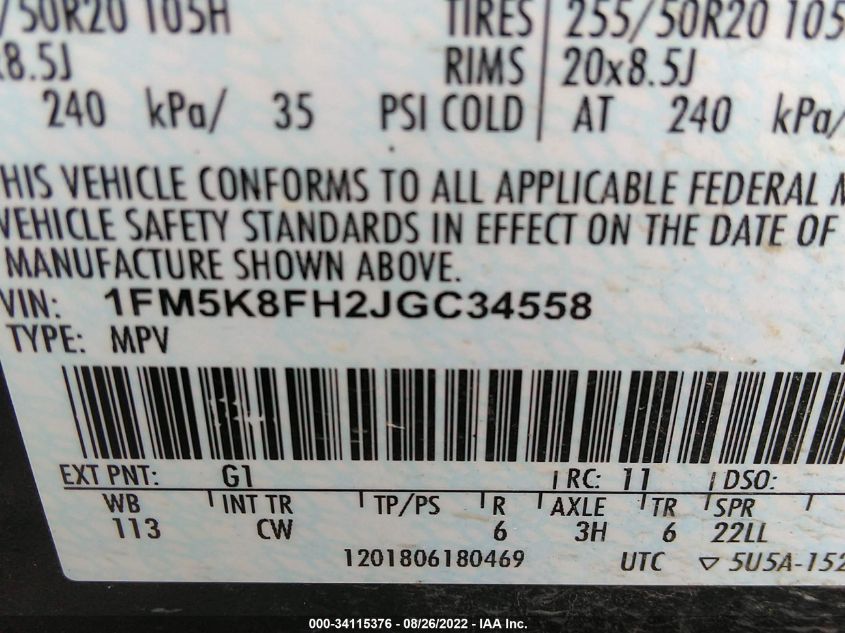 /50R20 105H TIRES 255/50R20 105
x8.5J RIMS 20x8.5J
240 kPa/ 35 PSI COLD AT 240 kPa/
HIS VEHICLE CONFORMS TO ALL APPLICABLE FEDERAL M
VEHICLE SAFETY STANDARDS IN EFFECT ON THE DATE OF
MANUFACTURE SHOWN ABOVE.
VIN: 1FM5K8FH2JGC34558
TYPE: MPV
EXT PNT: G1 RC: 11 DSO:
WB INT TR TP/PS R AXLE TR SPR
113 CW 6 3H 6 22LL
1201806180469 UTC ▽ 5U5A-152
000-34115376 - 08/26/2022 - IAA Inc.